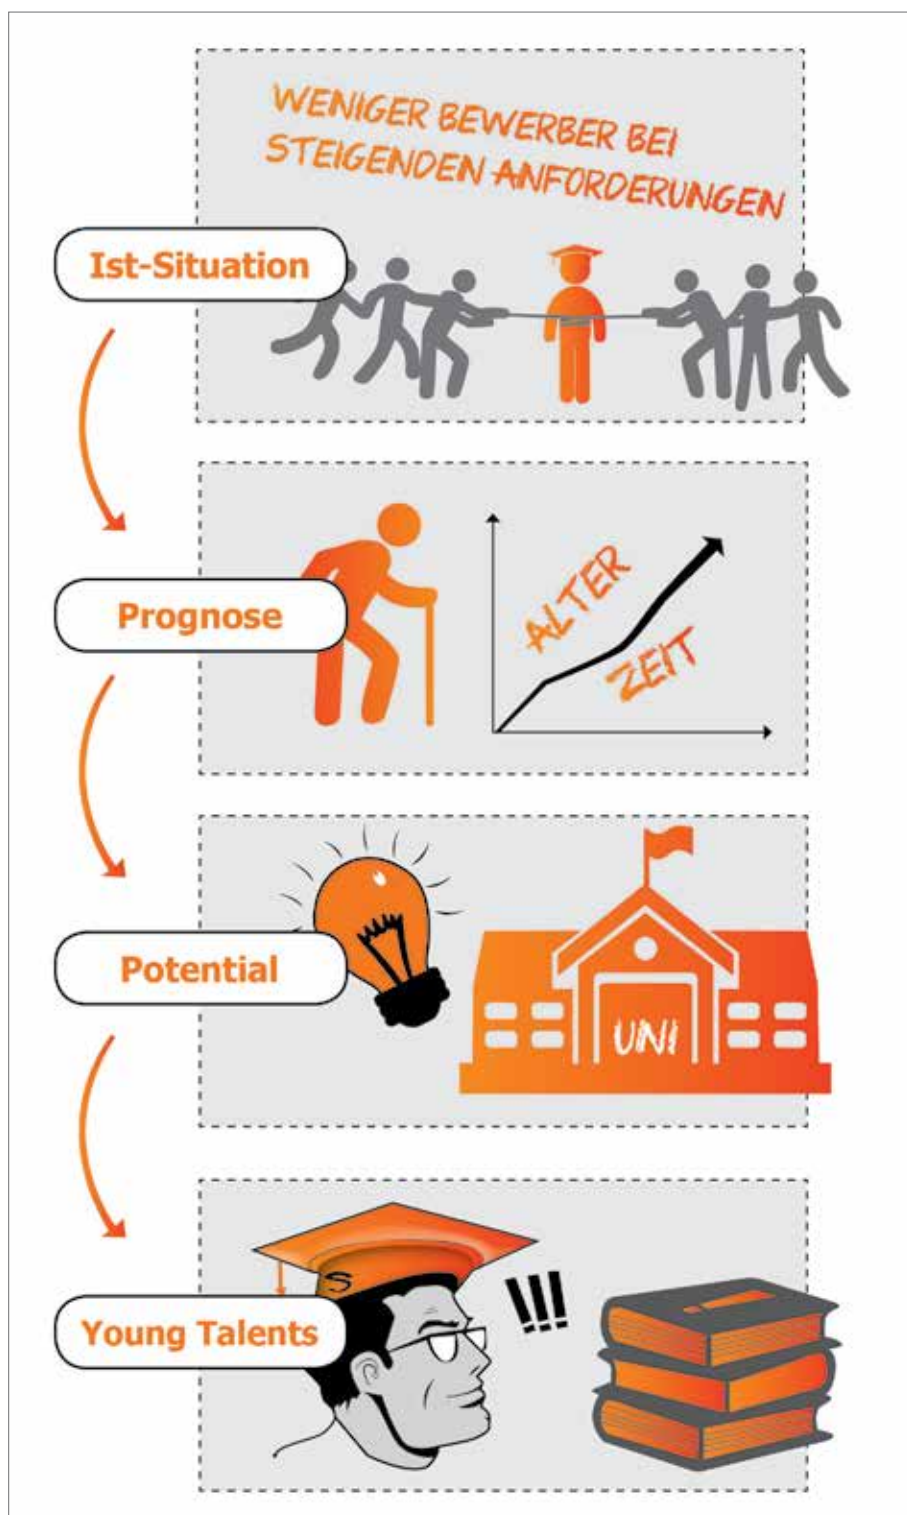 WENIGER BEWERBER BEI
STEIGENDEN ANFORDERUNGEN
Ist-Situation
ALTER
ZEIT
Prognose
Potential
UNI
S
!!!
Young Talents